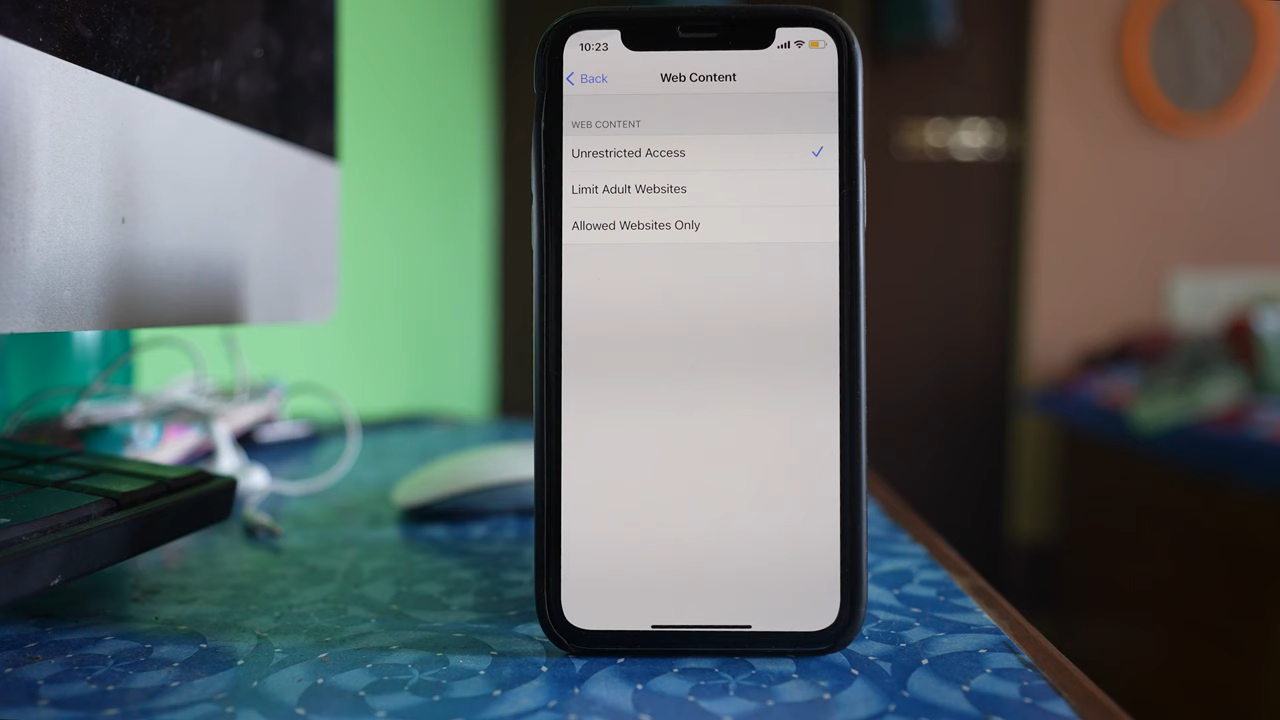 10:23
Back
Web Content
WEB CONTENT
Unrestricted Access
Limit Adult Websites
Allowed Websites Only